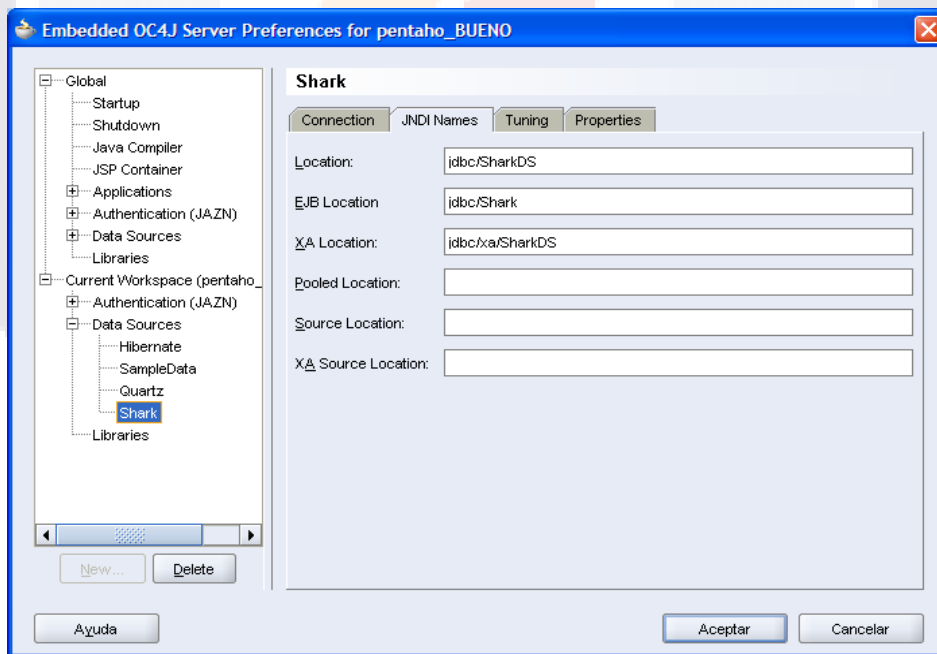 Embedded OC4J Server Preferences for pentaho_BUENO
Global
Startup
Shutdown
Java Compiler
JSP Container
Applications
Authentication (JAZN)
Data Sources
Libraries
Current Workspace (pentaho_
Authentication (JAZN)
Data Sources
Hibernate
SampleData
Quartz
Shark
Libraries
New...
Delete
Shark
Connection
JNDI Names
Tuning
Properties
Location:
jdbc/SharkDS
EJB Location
jdbc/Shark
XA Location:
jdbc/xa/SharkDS
Pooled Location:
Source Location:
XA Source Location:
Ayuda
Aceptar
Cancelar